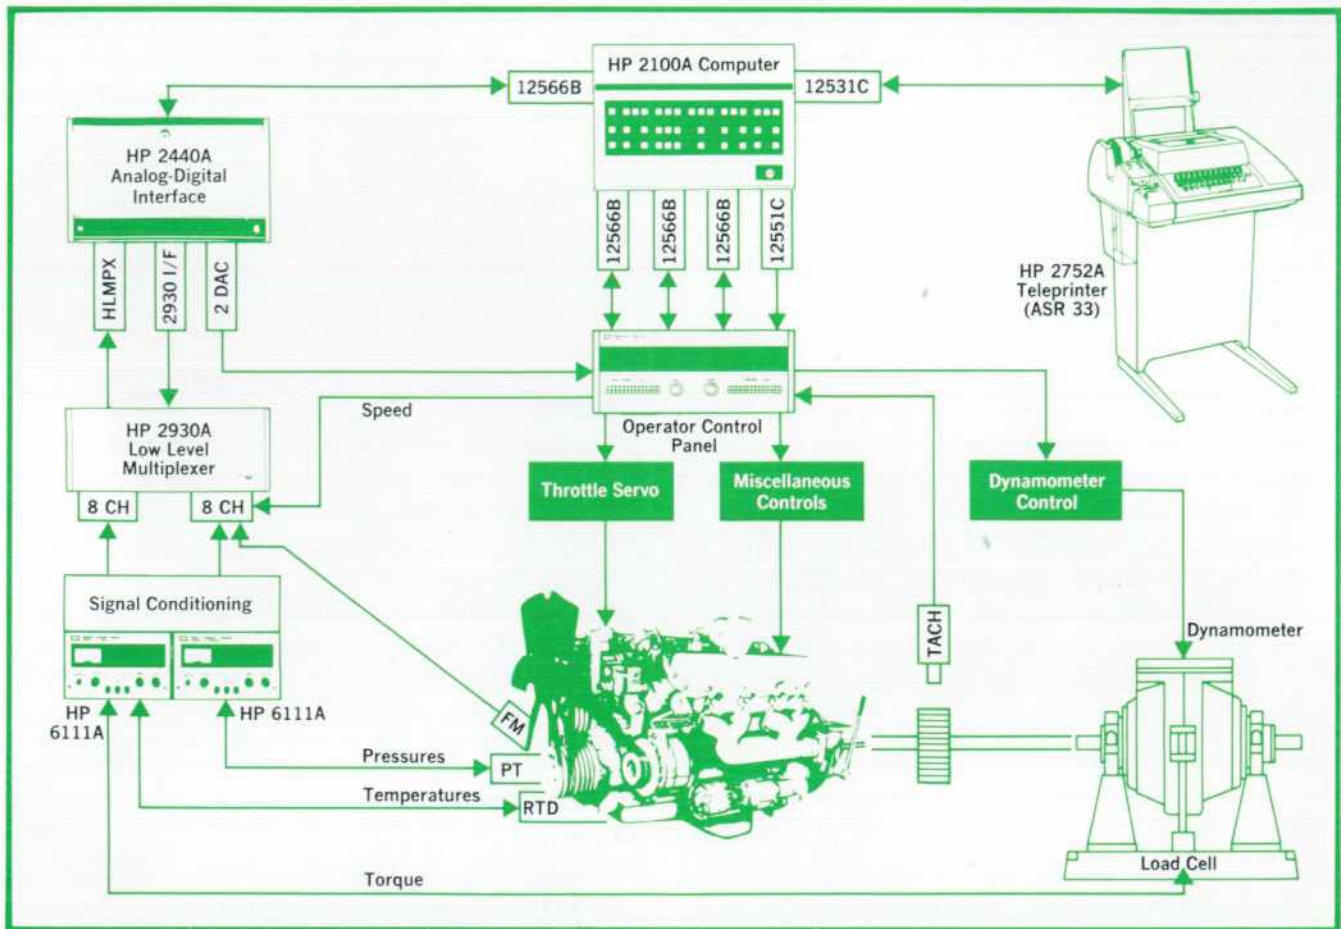 HP 2100A Computer
12566B
12531C
HP 2440A
Analog-Digital
Interface
12566B
12566B
12566B
12551C
HLMPX
2930 I/F
2 DAC
HP 2752A
Teleprinter
(ASR 33)
Speed
HP 2930A
Low Level
Multiplexer
Operator Control
Panel
8 CH
8 CH
Throttle Servo
Miscellaneous
Controls
Dynamometer
Control
Signal Conditioning
TACH
Dynamometer
HP
6111A
HP 6111A
FM
Pressures
PT
Temperatures
RTD
Load Cell
Torque